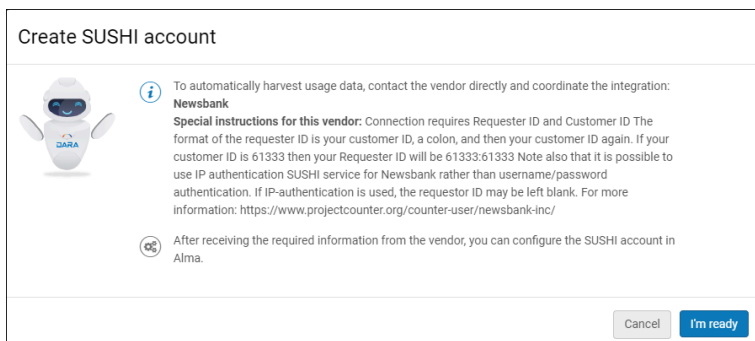 Create SUSHI account
To automatically harvest usage data, contact the vendor directly and coordinate the integration:
Newsbank
Special instructions for this vendor: Connection requires Requester ID and Customer ID The
format of the requester ID is your customer ID, a colon, and then your customer ID again. If your
customer ID is 61333 then your Requester ID will be 61333:61333 Note also that it is possible to
use IP authentication SUSHI service for Newsbank rather than username/password
authentication. If IP-authentication is used, the requestor ID may be left blank. For more
information: https://www.projectcounter.org/counter-user/newsbank-inc/
DARA
After receiving the required information from the vendor, you can configure the SUSHI account in
Alma.
Cancel
I'm ready